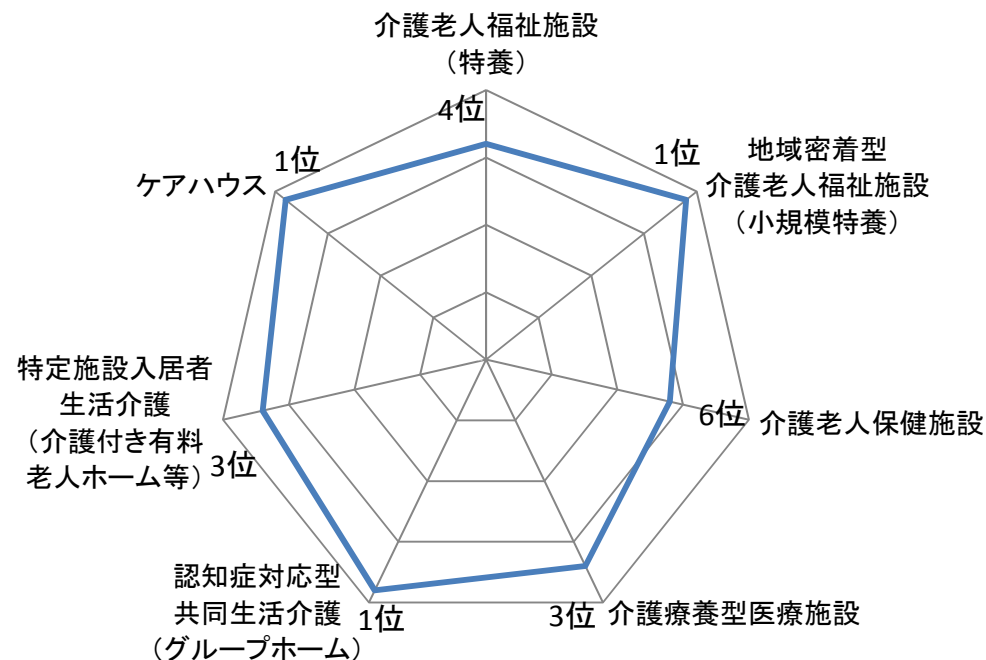 介護老人福祉施設
（特養）
4位
1位
地域密着型
介護老人福祉施設
（小規模特養）
6位
介護老人保健施設
3位
介護療養型医療施設
1位
認知症対応型
共同生活介護
（グループホーム）
3位
特定施設入居者
生活介護
（介護付き有料
老人ホーム等）
1位
ケアハウス